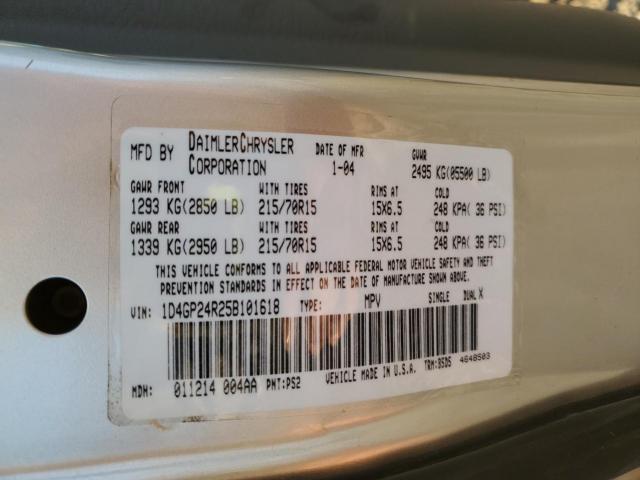 MFD BY DAIMLERCHRYSLER CORPORATION DATE OF MFR 1-04 GVWR 2495 KG(05500 LB)
GAWR FRONT WITH TIRES RIMS AT COLD
1293 KG(2850 LB) 215/70R15 15X6.5 248 KPA( 36 PSI)
GAWR REAR WITH TIRES RIMS AT COLD
1339 KG(2950 LB) 215/70R15 15X6.5 248 KPA( 36 PSI)
THIS VEHICLE CONFORMS TO ALL APPLICABLE FEDERAL MOTOR VEHICLE SAFETY AND THEFT
PREVENTION STANDARDS IN EFFECT ON THE DATE OF MANUFACTURE SHOWN ABOVE.
VIN: 1D4GP24R25B101618 TYPE: MPV SINGLE DUAL X
MDH: 011214 004AA PNT:PS2 VEHICLE MADE IN U.S.A. TRM:B5D5 4648503